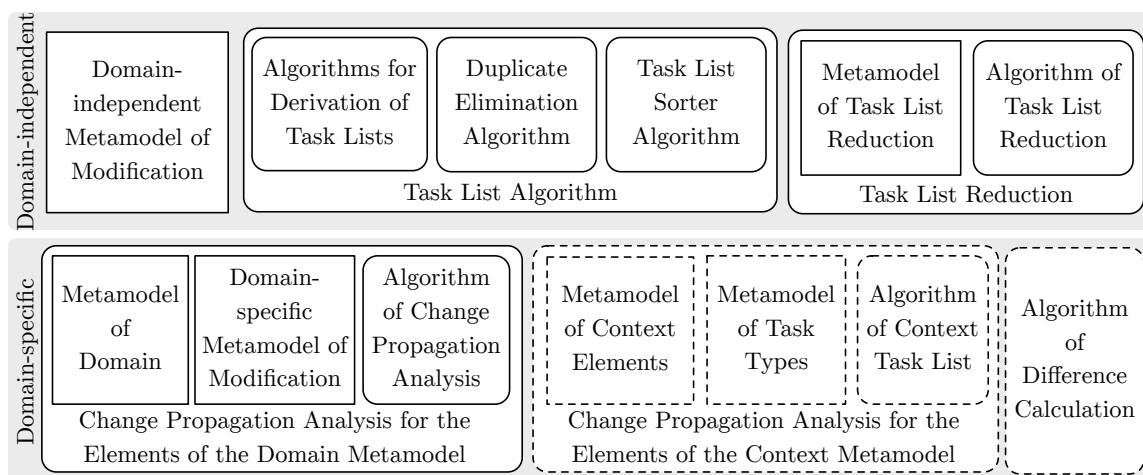 Domain-independent
Domain-
independent
Metamodel of
Modification
Algorithms for
Derivation of
Task Lists
Duplicate
Elimination
Algorithm
Task List
Sorter
Algorithm
Task List Algorithm
Metamodel
of Task List
Reduction
Algorithm of
Task List
Reduction
Task List Reduction
Domain-specific
Metamodel
of
Domain
Domain-
specific
Metamodel of
Modification
Algorithm
of Change
Propagation
Analysis
Change Propagation Analysis for the
Elements of the Domain Metamodel
Metamodel
of Context
Elements
Metamodel
of Task
Types
Algorithm
of Context
Task List
Change Propagation Analysis for the
Elements of the Context Metamodel
Algorithm
of
Difference
Calculation